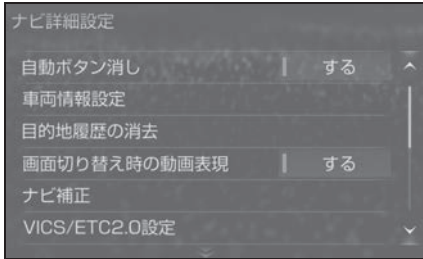 ナビ詳細設定
自動ボタン消し する
車両情報設定
目的地履歴の消去
画面切り替え時の動画表現 する
ナビ補正
VICS/ETC2.0設定